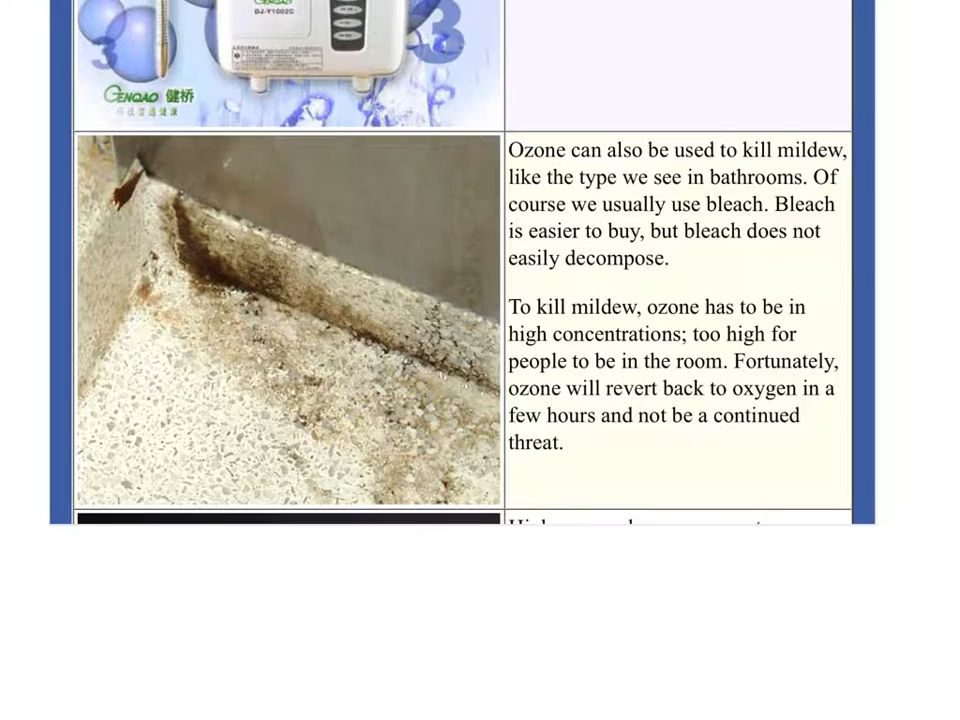 DJ-Y1002C
GENQAO 健桥
Ozone can also be used to kill mildew,
like the type we see in bathrooms. Of
course we usually use bleach. Bleach
is easier to buy, but bleach does not
easily decompose.
To kill mildew, ozone has to be in
high concentrations; too high for
people to be in the room. Fortunately,
ozone will revert back to oxygen in a
few hours and not be a continued
threat.